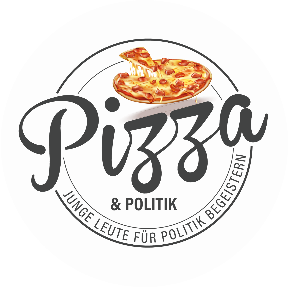 Pizza
& POLITIK
JUNGE LEUTE FÜR POLITIK BEGEISTERN